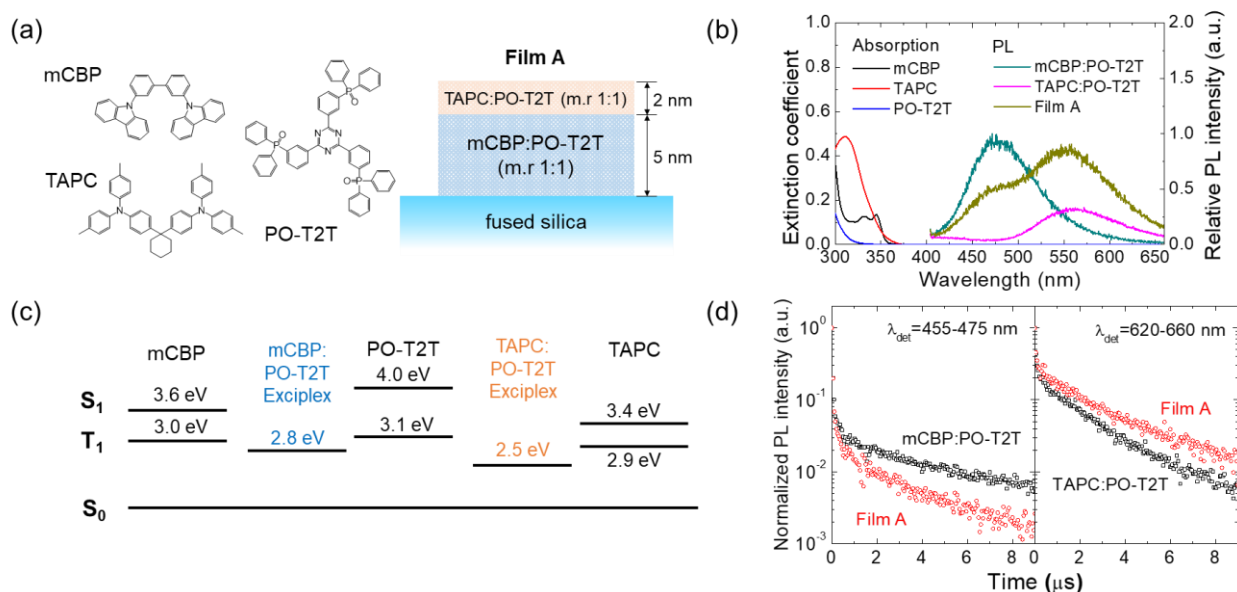 (a)
mCBP
TAPC
PO-T2T
N
N
N
N
N
N
N
P
O
O
P
P
O
Film A
TAPC:PO-T2T (m.r 1:1)
2 nm
mCBP:PO-T2T
(m.r 1:1)
5 nm
fused silica
(b)
Absorption
mCBP
TAPC
PO-T2T
PL
mCBP:PO-T2T
TAPC:PO-T2T
Film A
Extinction coefficient
1.0
0.8
0.6
0.4
0.2
0.0
300 350 400 450 500 550 600 650
Wavelength (nm)
2.0
1.5
1.0
0.5
0.0
Relative PL intensity (a.u.)
(c)
mCBP
mCBP:
PO-T2T
Exciplex
PO-T2T
TAPC:
PO-T2T
Exciplex
TAPC
S1
T1
S0
3.6 eV
3.0 eV
2.8 eV
4.0 eV
3.1 eV
2.5 eV
3.4 eV
2.9 eV
(d)
Normalized PL intensity (a.u.)
10⁰
10⁻¹
10⁻²
10⁻³
λdet=455-475 nm
mCBP:PO-T2T
Film A
0 2 4 6 8
λdet=620-660 nm
Film A
TAPC:PO-T2T
0 2 4 6 8
Time (μs)